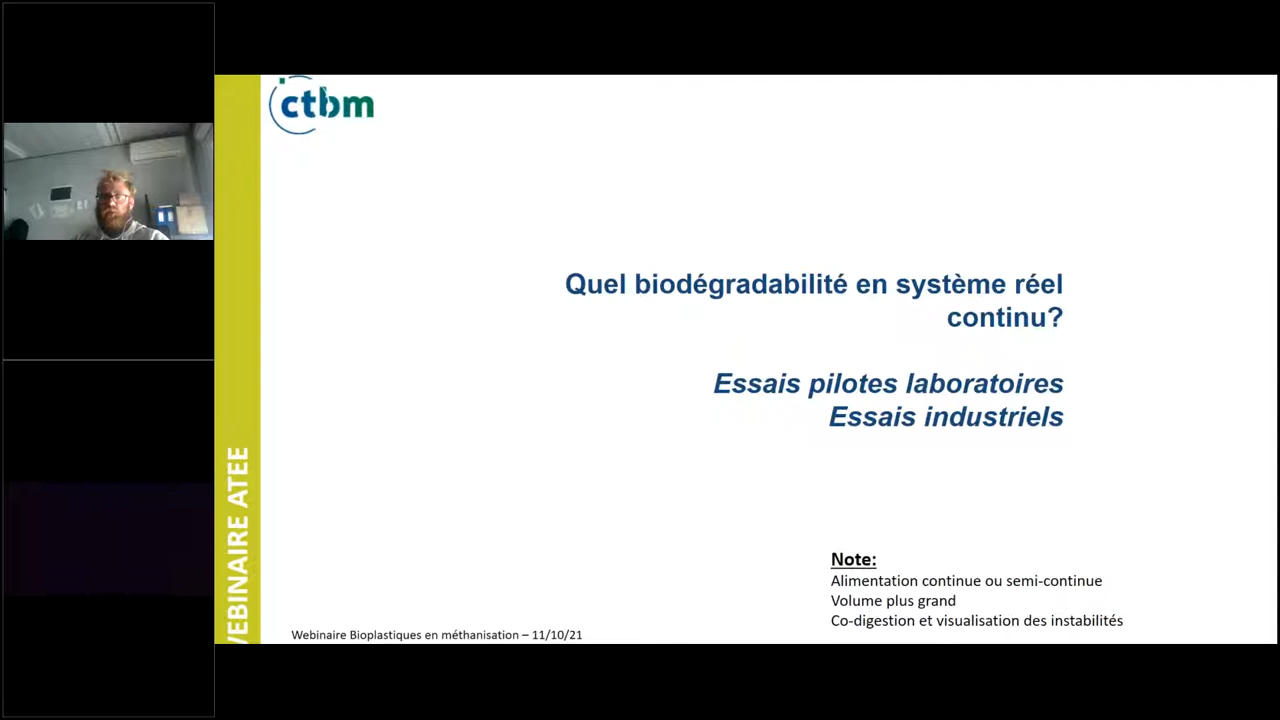 ctbm
Quel biodégradabilité en système réel
continu?
Essais pilotes laboratoires
Essais industriels
Note:
Alimentation continue ou semi-continue
Volume plus grand
Co-digestion et visualisation des instabilités
Webinaire Bioplastiques en méthanisation – 11/10/21
WEBINAIRE ATEE